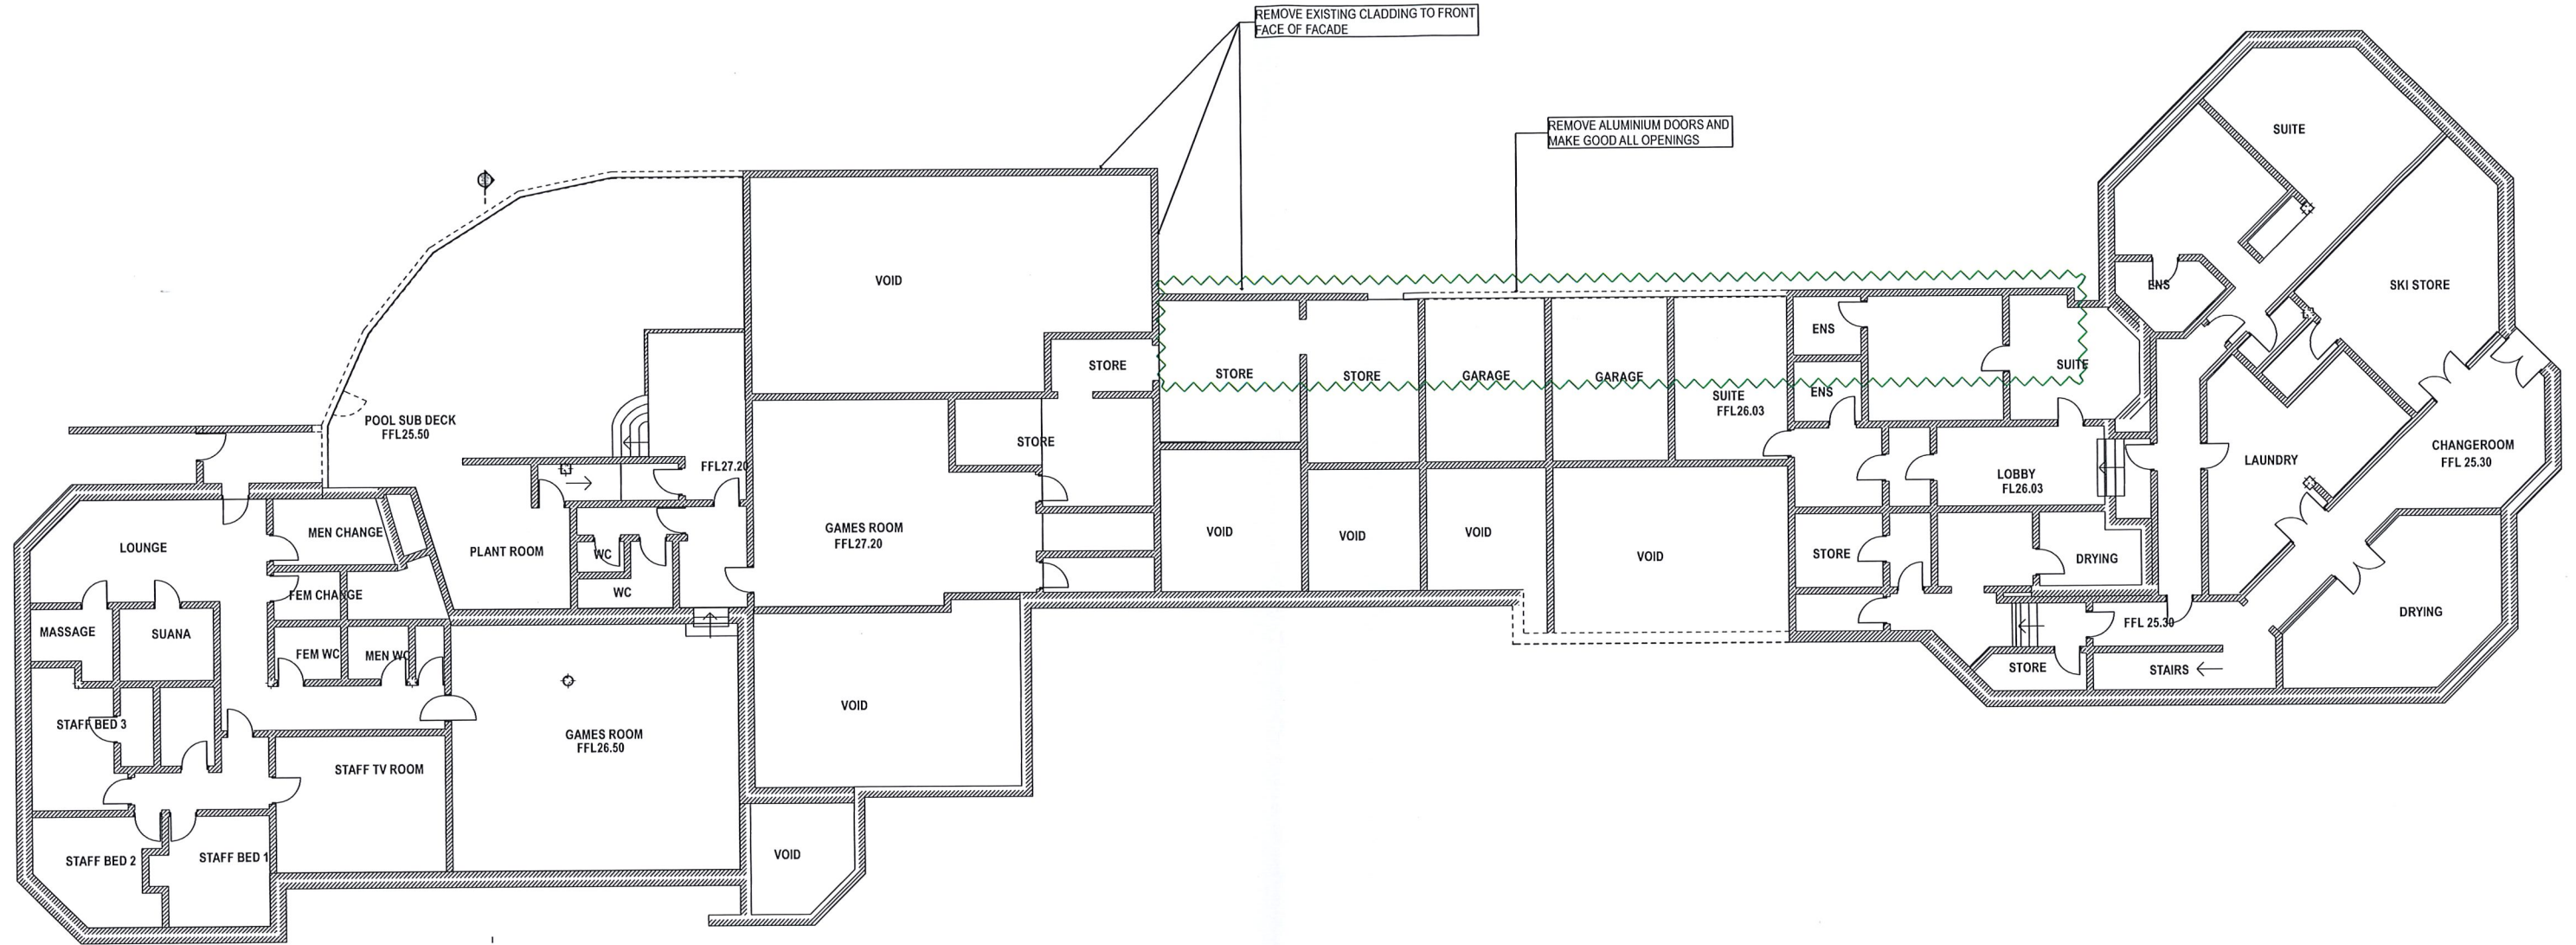 REMOVE EXISTING CLADDING TO FRONT
FACE OF FACADE
REMOVE ALUMINIUM DOORS AND
MAKE GOOD ALL OPENINGS
SUITE
VOID
ENS
SKI STORE
STORE
STORE
STORE
GARAGE
GARAGE
SUITE
FFL26.03
ENS
ENS
SUITE
POOL SUB DECK
FFL25.50
STORE
FFL27.20
LOBBY
FL26.03
LAUNDRY
CHANGEROOM
FFL 25.30
LOUNGE
MEN CHANGE
PLANT ROOM
WC
WC
GAMES ROOM
FFL27.20
VOID
VOID
VOID
VOID
STORE
DRYING
FEM CHANGE
MASSAGE
SUANA
FEM WC
MEN WC
FFL 25.30
DRYING
STORE
STAIRS
STAFF BED 3
GAMES ROOM
FFL26.50
VOID
STAFF TV ROOM
STAFF BED 2
STAFF BED 1
VOID